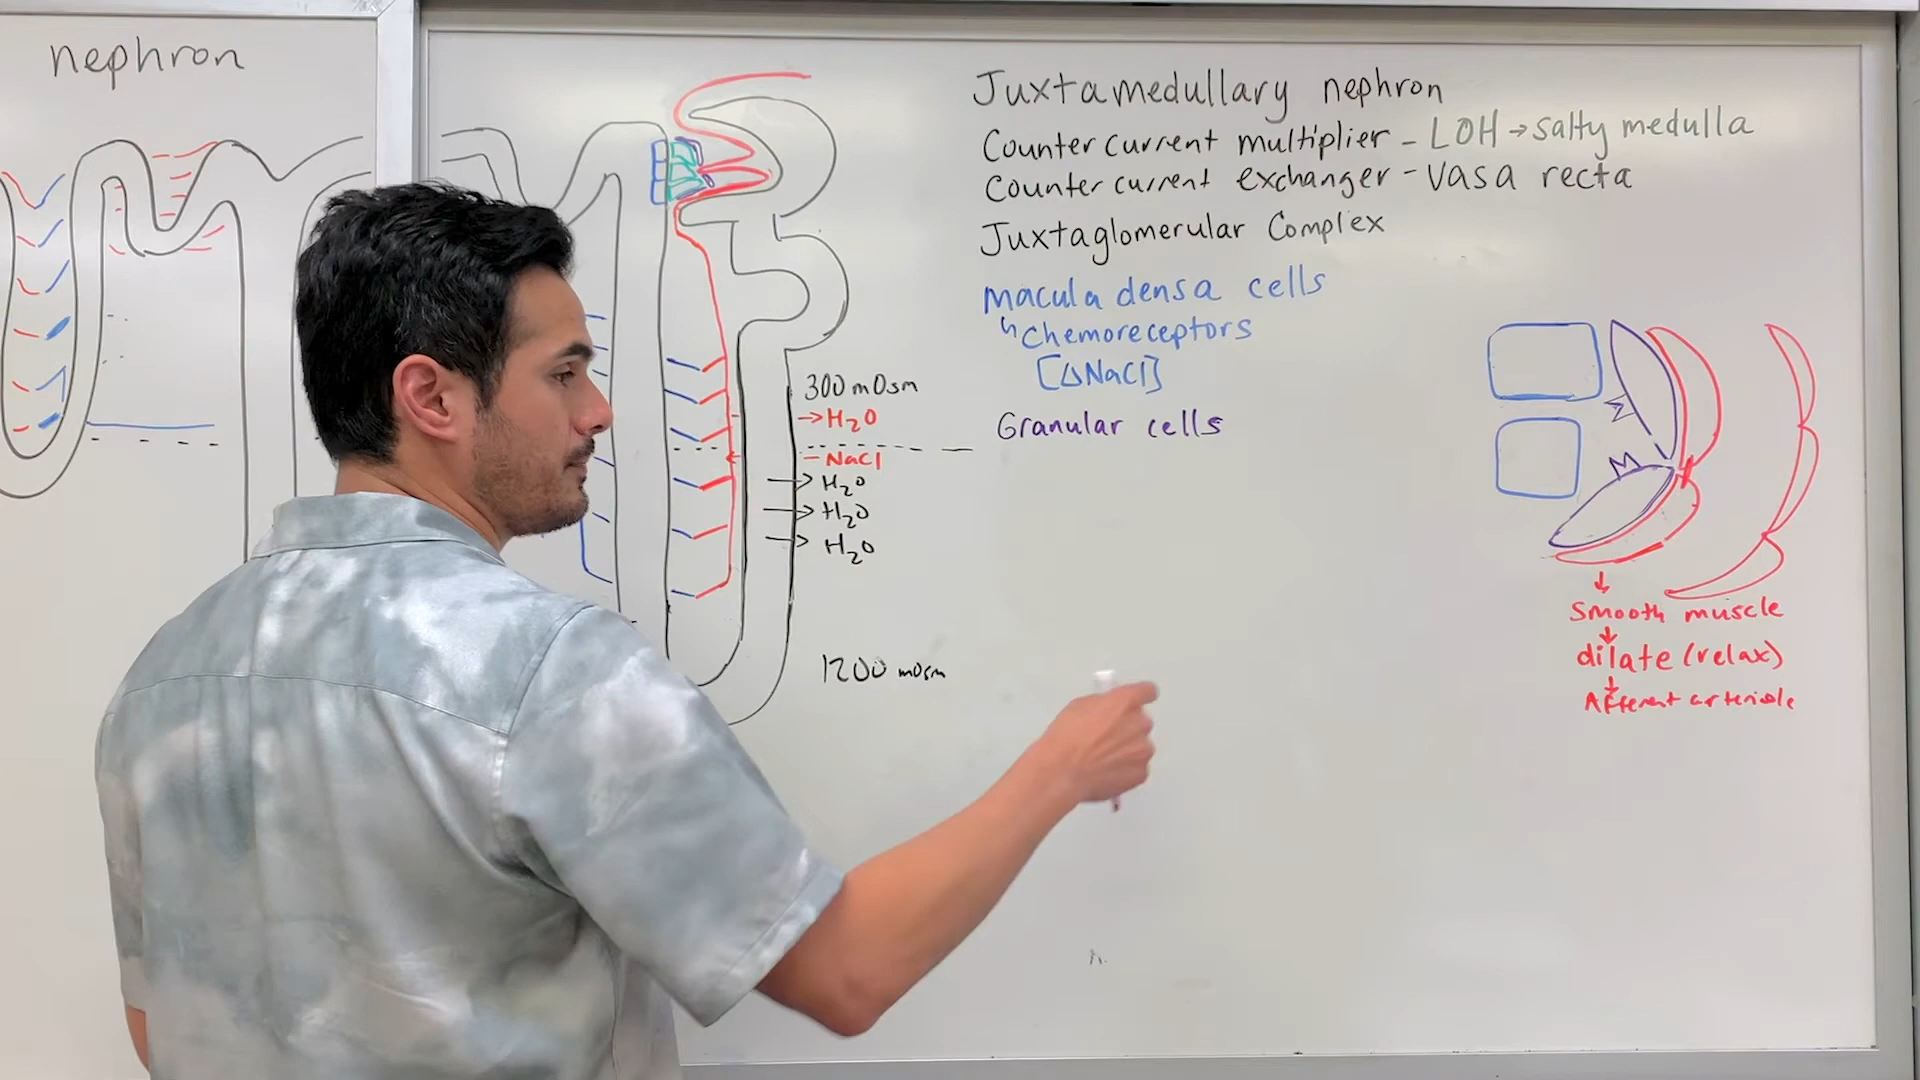 nephron
Juxtamedullary nephron
Counter current multiplier - LOH → salty medulla
Counter current exchanger - vasa recta
Juxtaglomerular Complex
macula densa cells
↳ Chemoreceptors
[ΔNaCl]
Granular cells
300 mOsm
→ H₂O
- NaCl
→ H₂O
→ H₂O
→ H₂O
1200 mOsm
↓
Smooth muscle
↓
dilate (relax)
↓
Afferent arteriole